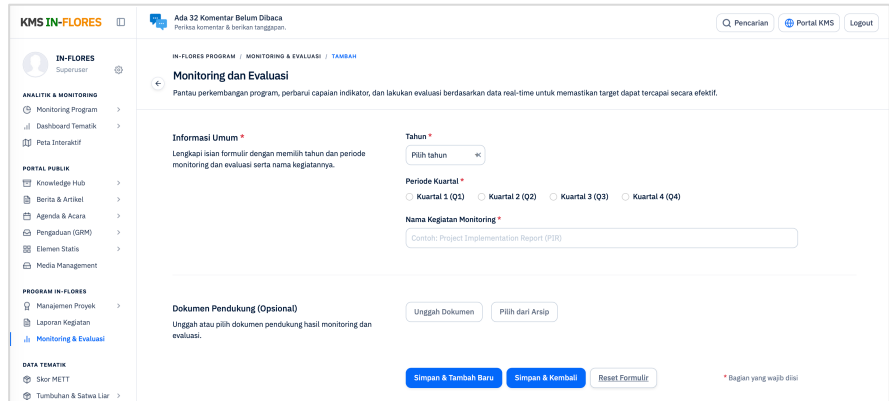 KMS IN-FLORES
Ada 32 Komentar Belum Dibaca
Periksa komentar & berikan tanggapan.
Pencarian
Portal KMS
Logout
IN-FLORES
Superuser
ANALITIK & MONITORING
Monitoring Program
Dashboard Tematik
Peta Interaktif
PORTAL PUBLIK
Knowledge Hub
Berita & Artikel
Agenda & Acara
Pengaduan (GRM)
Elemen Statis
Media Management
PROGRAM IN-FLORES
Manajemen Proyek
Laporan Kegiatan
Monitoring & Evaluasi
DATA TEMATIK
Skor METT
Tumbuhan & Satwa Liar
IN-FLORES PROGRAM / MONITORING & EVALUASI / TAMBAH
Monitoring dan Evaluasi
Pantau perkembangan program, perbarui capaian indikator, dan lakukan evaluasi berdasarkan data real-time untuk memastikan target dapat tercapai secara efektif.
Informasi Umum *
Lengkapi isian formulir dengan memilih tahun dan periode
monitoring dan evaluasi serta nama kegiatannya.
Tahun *
Pilih tahun
Periode Kuartal *
Kuartal 1 (Q1) Kuartal 2 (Q2) Kuartal 3 (Q3) Kuartal 4 (Q4)
Nama Kegiatan Monitoring *
Contoh: Project Implementation Report (PIR)
Dokumen Pendukung (Opsional)
Unggah atau pilih dokumen pendukung hasil monitoring dan
evaluasi.
Unggah Dokumen
Pilih dari Arsip
Simpan & Tambah Baru
Simpan & Kembali
Reset Formulir
* Bagian yang wajib diisi